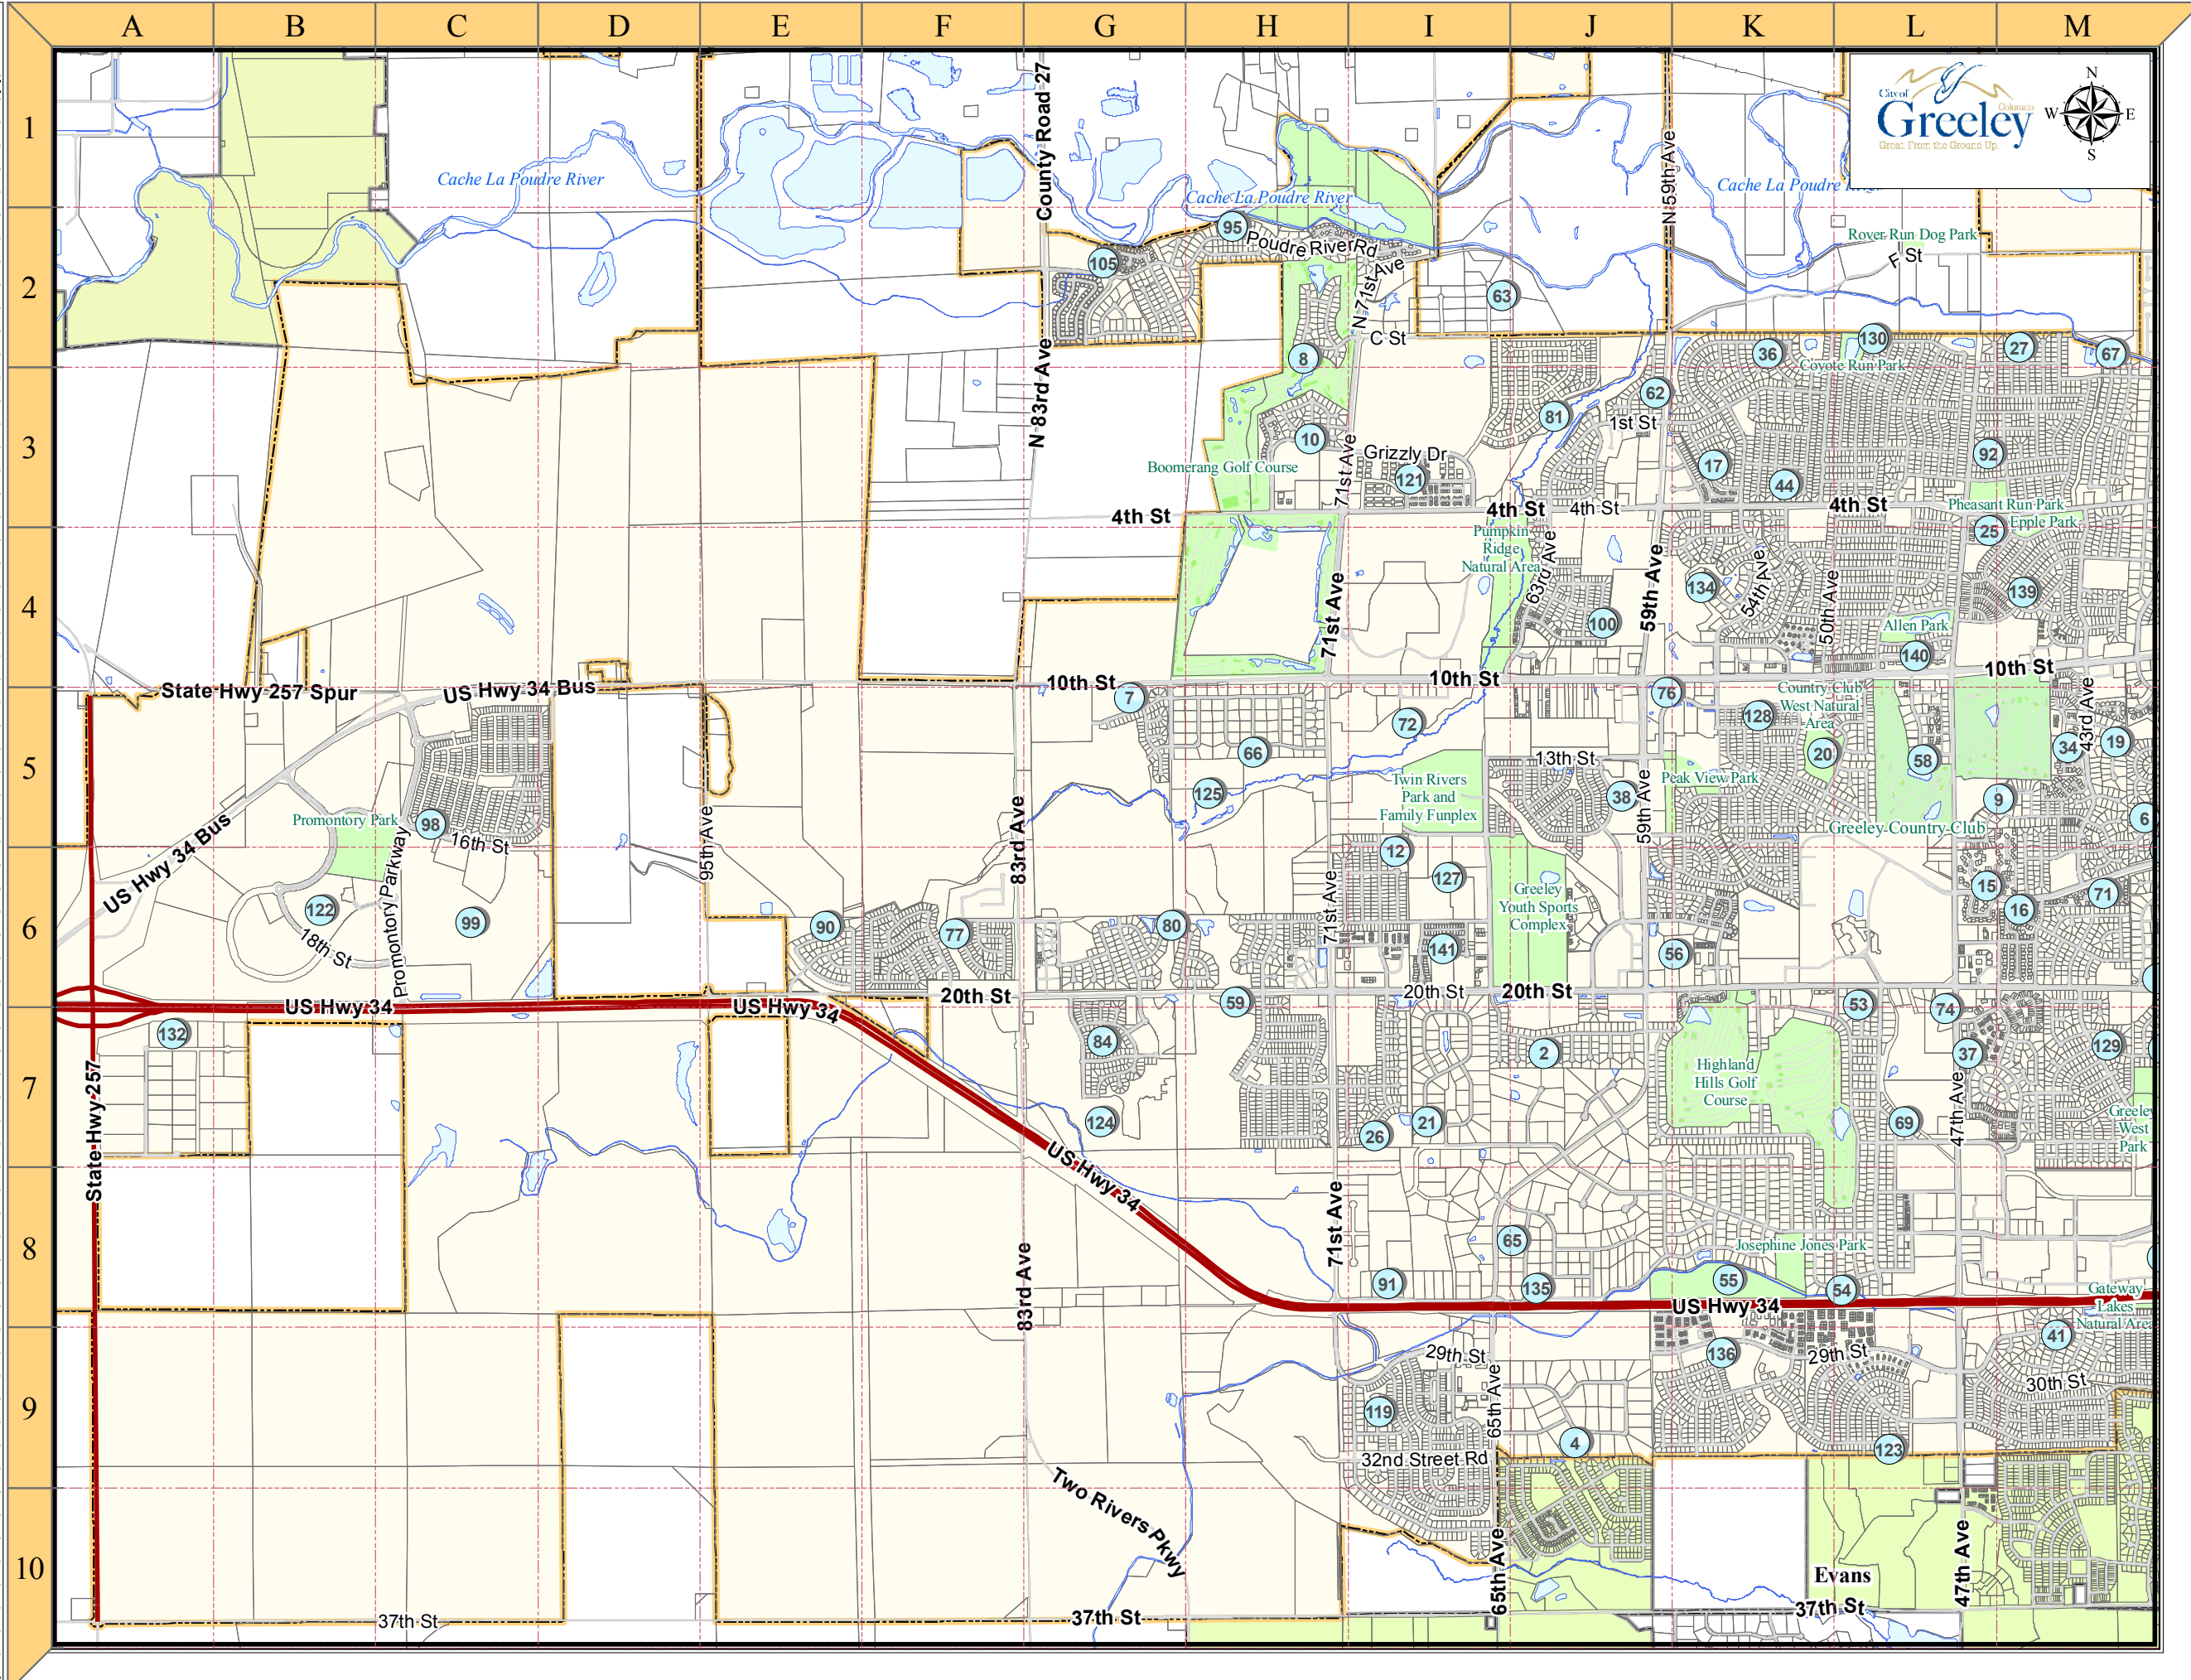 A B C D E F G H I J K L M
1
2
3
4
5
6
7
8
9
10
City of
Greeley
Colorado
Great. From the Ground Up.
N
W E
S
Cache La Poudre River
County Road 27
Cache La Poudre River
N 59th Ave
95
Poudre River Rd
105
N 71st Ave
63
Rover Run Dog Park
F St
C St
N 83rd Ave
8
36
130
Coyote Run Park
27
67
62
81
1st St
10
Grizzly Dr
121
71st Ave
Boomerang Golf Course
17
44
92
4th St
4th St
4th St
4th St
Pheasant Run Park
Epple Park
25
Pumpkin
Ridge
Natural Area
63rd Ave
59th Ave
54th Ave
134
50th Ave
139
71st Ave
100
Allen Park
140
State Hwy 257 Spur
US Hwy 34 Bus
10th St
10th St
10th St
7
72
76
128
Country Club
West Natural
Area
43rd Ave
66
20
58
34
19
13th St
Twin Rivers
Park and
Family Funplex
Peak View Park
38
125
9
6
Promontory Park
98
16th St
US Hwy 34 Bus
Promontory Parkway
95th Ave
83rd Ave
59th Ave
Greeley Country Club
12
127
71st Ave
Greeley
Youth Sports
Complex
15
16
71
122
18th St
99
90
77
80
141
56
US Hwy 34
US Hwy 34
20th St
20th St
20th St
59
53
74
132
84
2
37
129
Highland
Hills Golf
Course
State Hwy 257
124
26
21
69
47th Ave
Greeley
West
Park
US Hwy 34
71st Ave
83rd Ave
65
Josephine Jones Park
91
135
55
54
US Hwy 34
Gateway
Lakes
Natural Area
41
29th St
136
29th St
30th St
119
65th Ave
4
123
32nd Street Rd
Two Rivers Pkwy
65th Ave
47th Ave
Evans
37th St
37th St
37th St